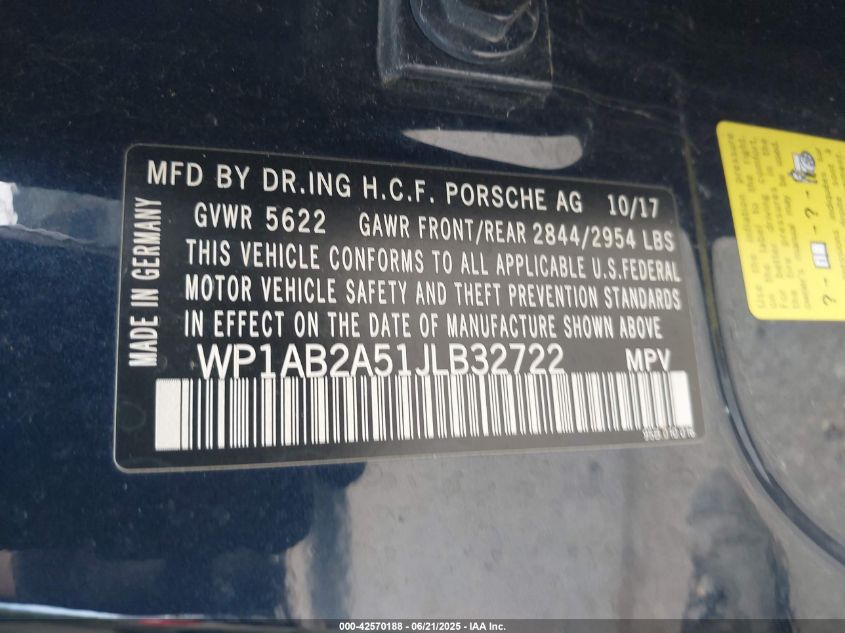 MFD BY DR.ING H.C.F. PORSCHE AG 10/17
GVWR 5622 GAWR FRONT/REAR 2844/2954 LBS
THIS VEHICLE CONFORMS TO ALL APPLICABLE U.S.FEDERAL
MOTOR VEHICLE SAFETY AND THEFT PREVENTION STANDARDS
IN EFFECT ON THE DATE OF MANUFACTURE SHOWN ABOVE
MADE IN GERMANY
WP1AB2A51JLB32722 MPV
? - - ? - ?
000-42570188 - 06/21/2025 - IAA Inc.